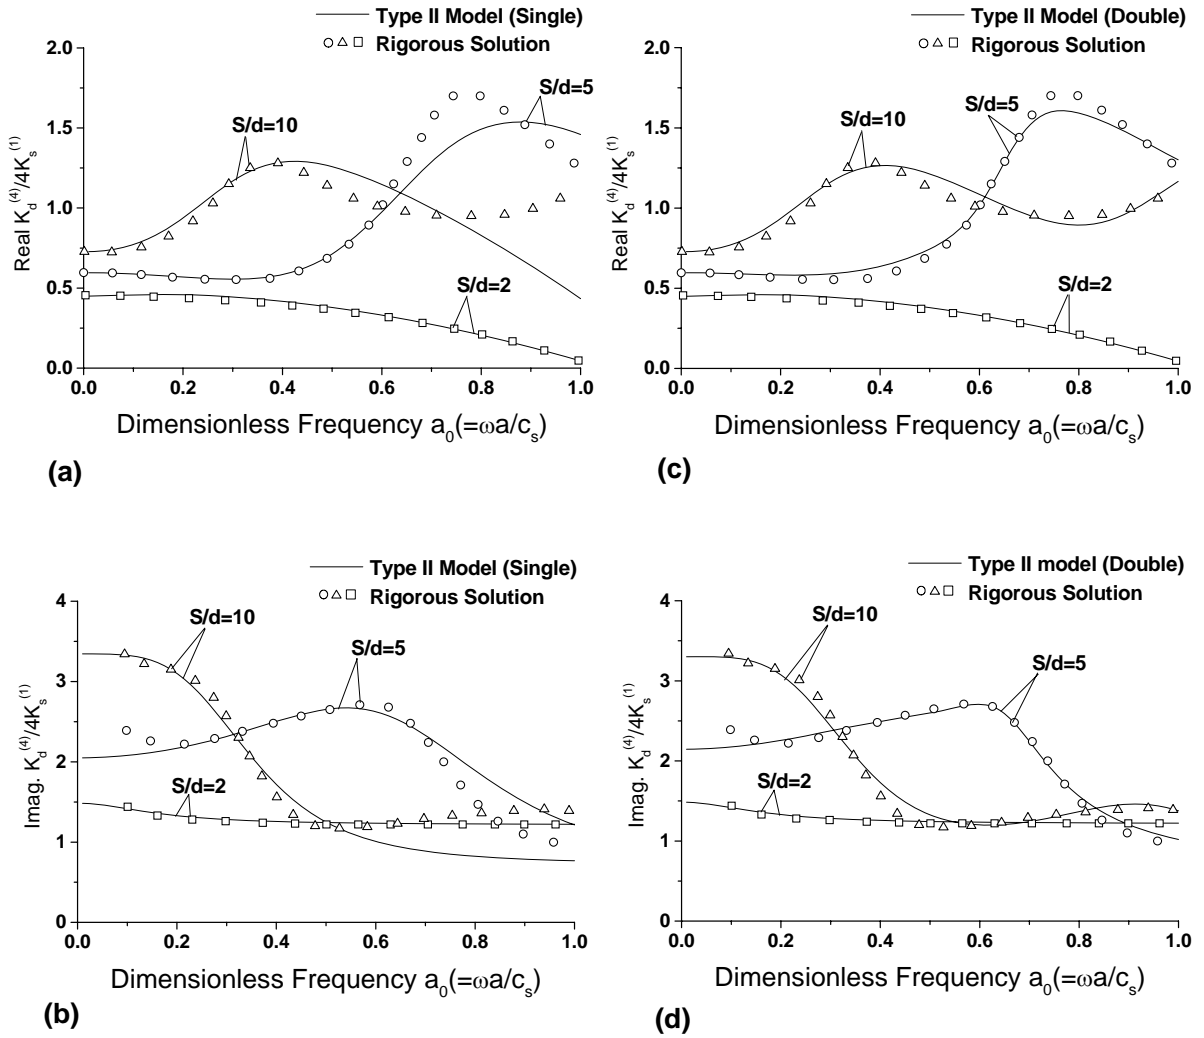 Type II Model (Single)
Rigorous Solution
Real K_d^(4)/4K_s^(1)
2.0
1.5
1.0
0.5
0.0
S/d=10
S/d=5
S/d=2
0.0 0.2 0.4 0.6 0.8 1.0
Dimensionless Frequency a_0(=ωa/c_s)
(a)
Type II Model (Double)
Rigorous Solution
Real K_d^(4)/4K_s^(1)
2.0
1.5
1.0
0.5
0.0
S/d=10
S/d=5
S/d=2
0.0 0.2 0.4 0.6 0.8 1.0
Dimensionless Frequency a_0(=ωa/c_s)
(c)
Type II Model (Single)
Rigorous Solution
Imag. K_d^(4)/4K_s^(1)
4
3
2
1
0
S/d=10
S/d=5
S/d=2
0.0 0.2 0.4 0.6 0.8 1.0
Dimensionless Frequency a_0(=ωa/c_s)
(b)
Type II model (Double)
Rigorous Solution
Imag. K_d^(4)/4K_s^(1)
4
3
2
1
0
S/d=10
S/d=5
S/d=2
0.0 0.2 0.4 0.6 0.8 1.0
Dimensionless Frequency a_0(=ωa/c_s)
(d)